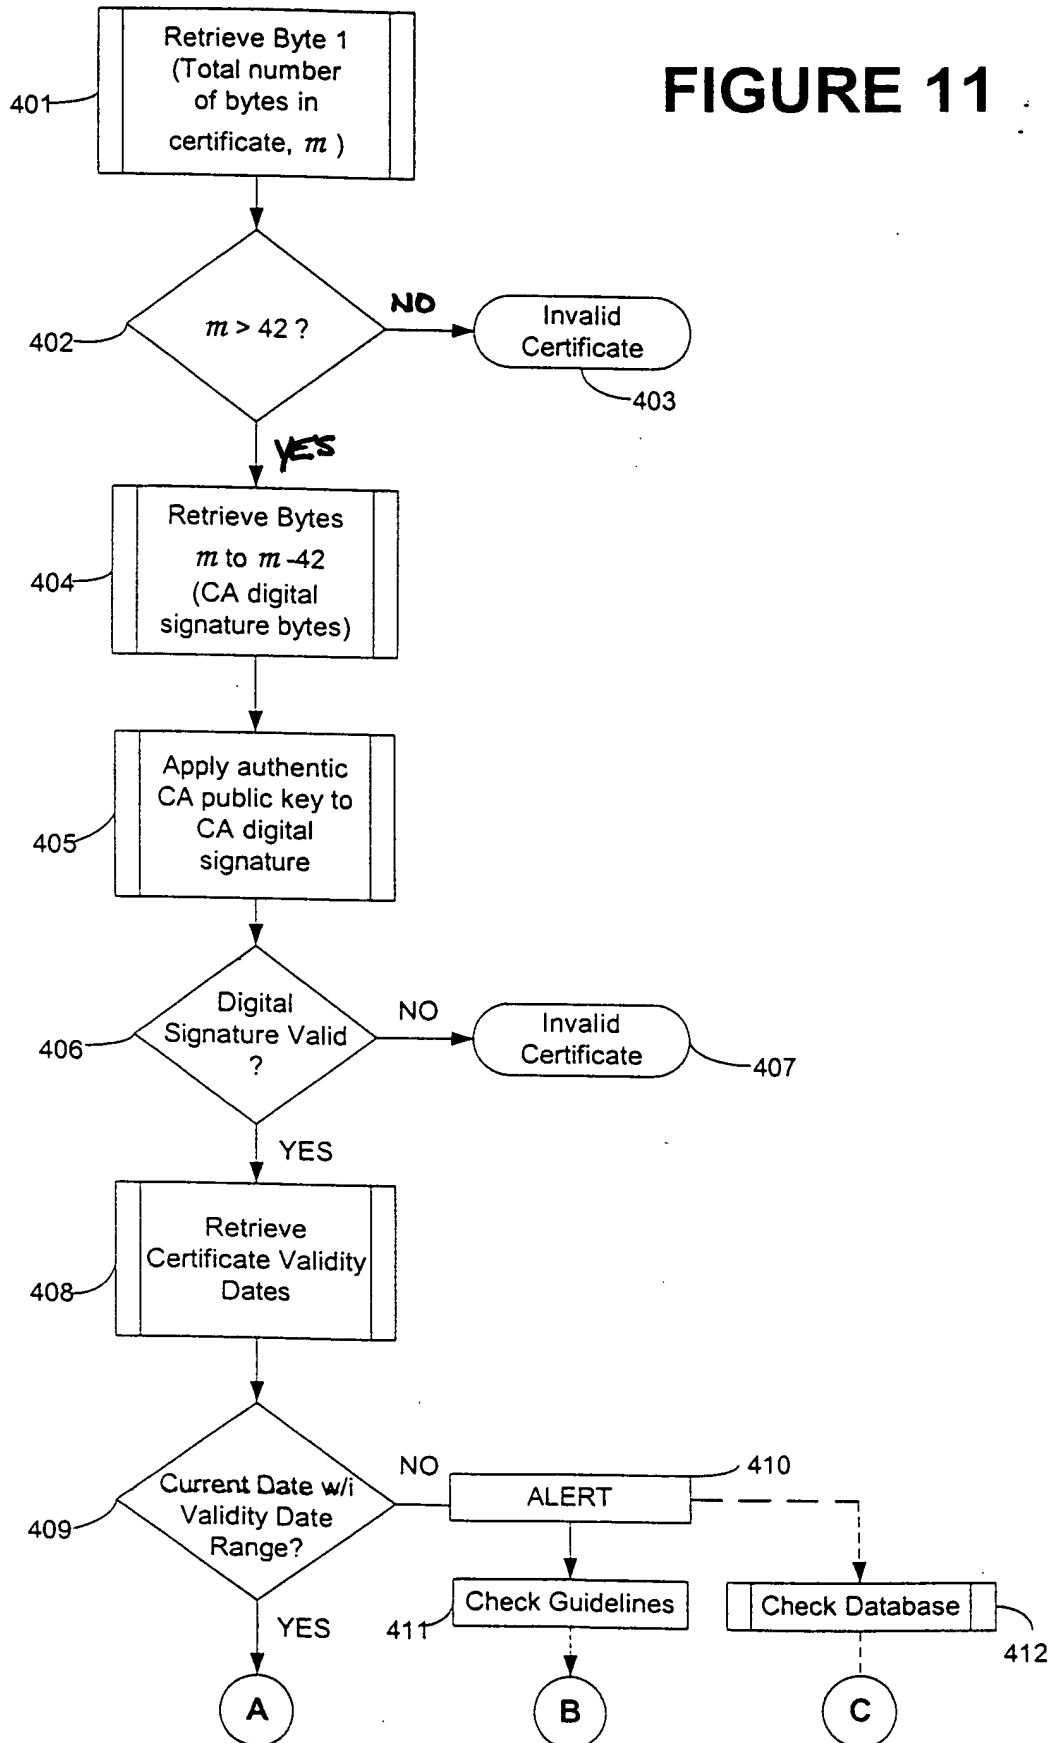 FIGURE 11
Retrieve Byte 1
(Total number
of bytes in
certificate, m )
401
m > 42 ?
402
NO
Invalid
Certificate
403
YES
Retrieve Bytes
m to m -42
(CA digital
signature bytes)
404
Apply authentic
CA public key to
CA digital
signature
405
Digital
Signature Valid
?
406
NO
Invalid
Certificate
407
YES
Retrieve
Certificate Validity
Dates
408
Current Date w/i
Validity Date
Range?
409
NO
ALERT
410
Check Guidelines
411
Check Database
412
YES
A
B
C